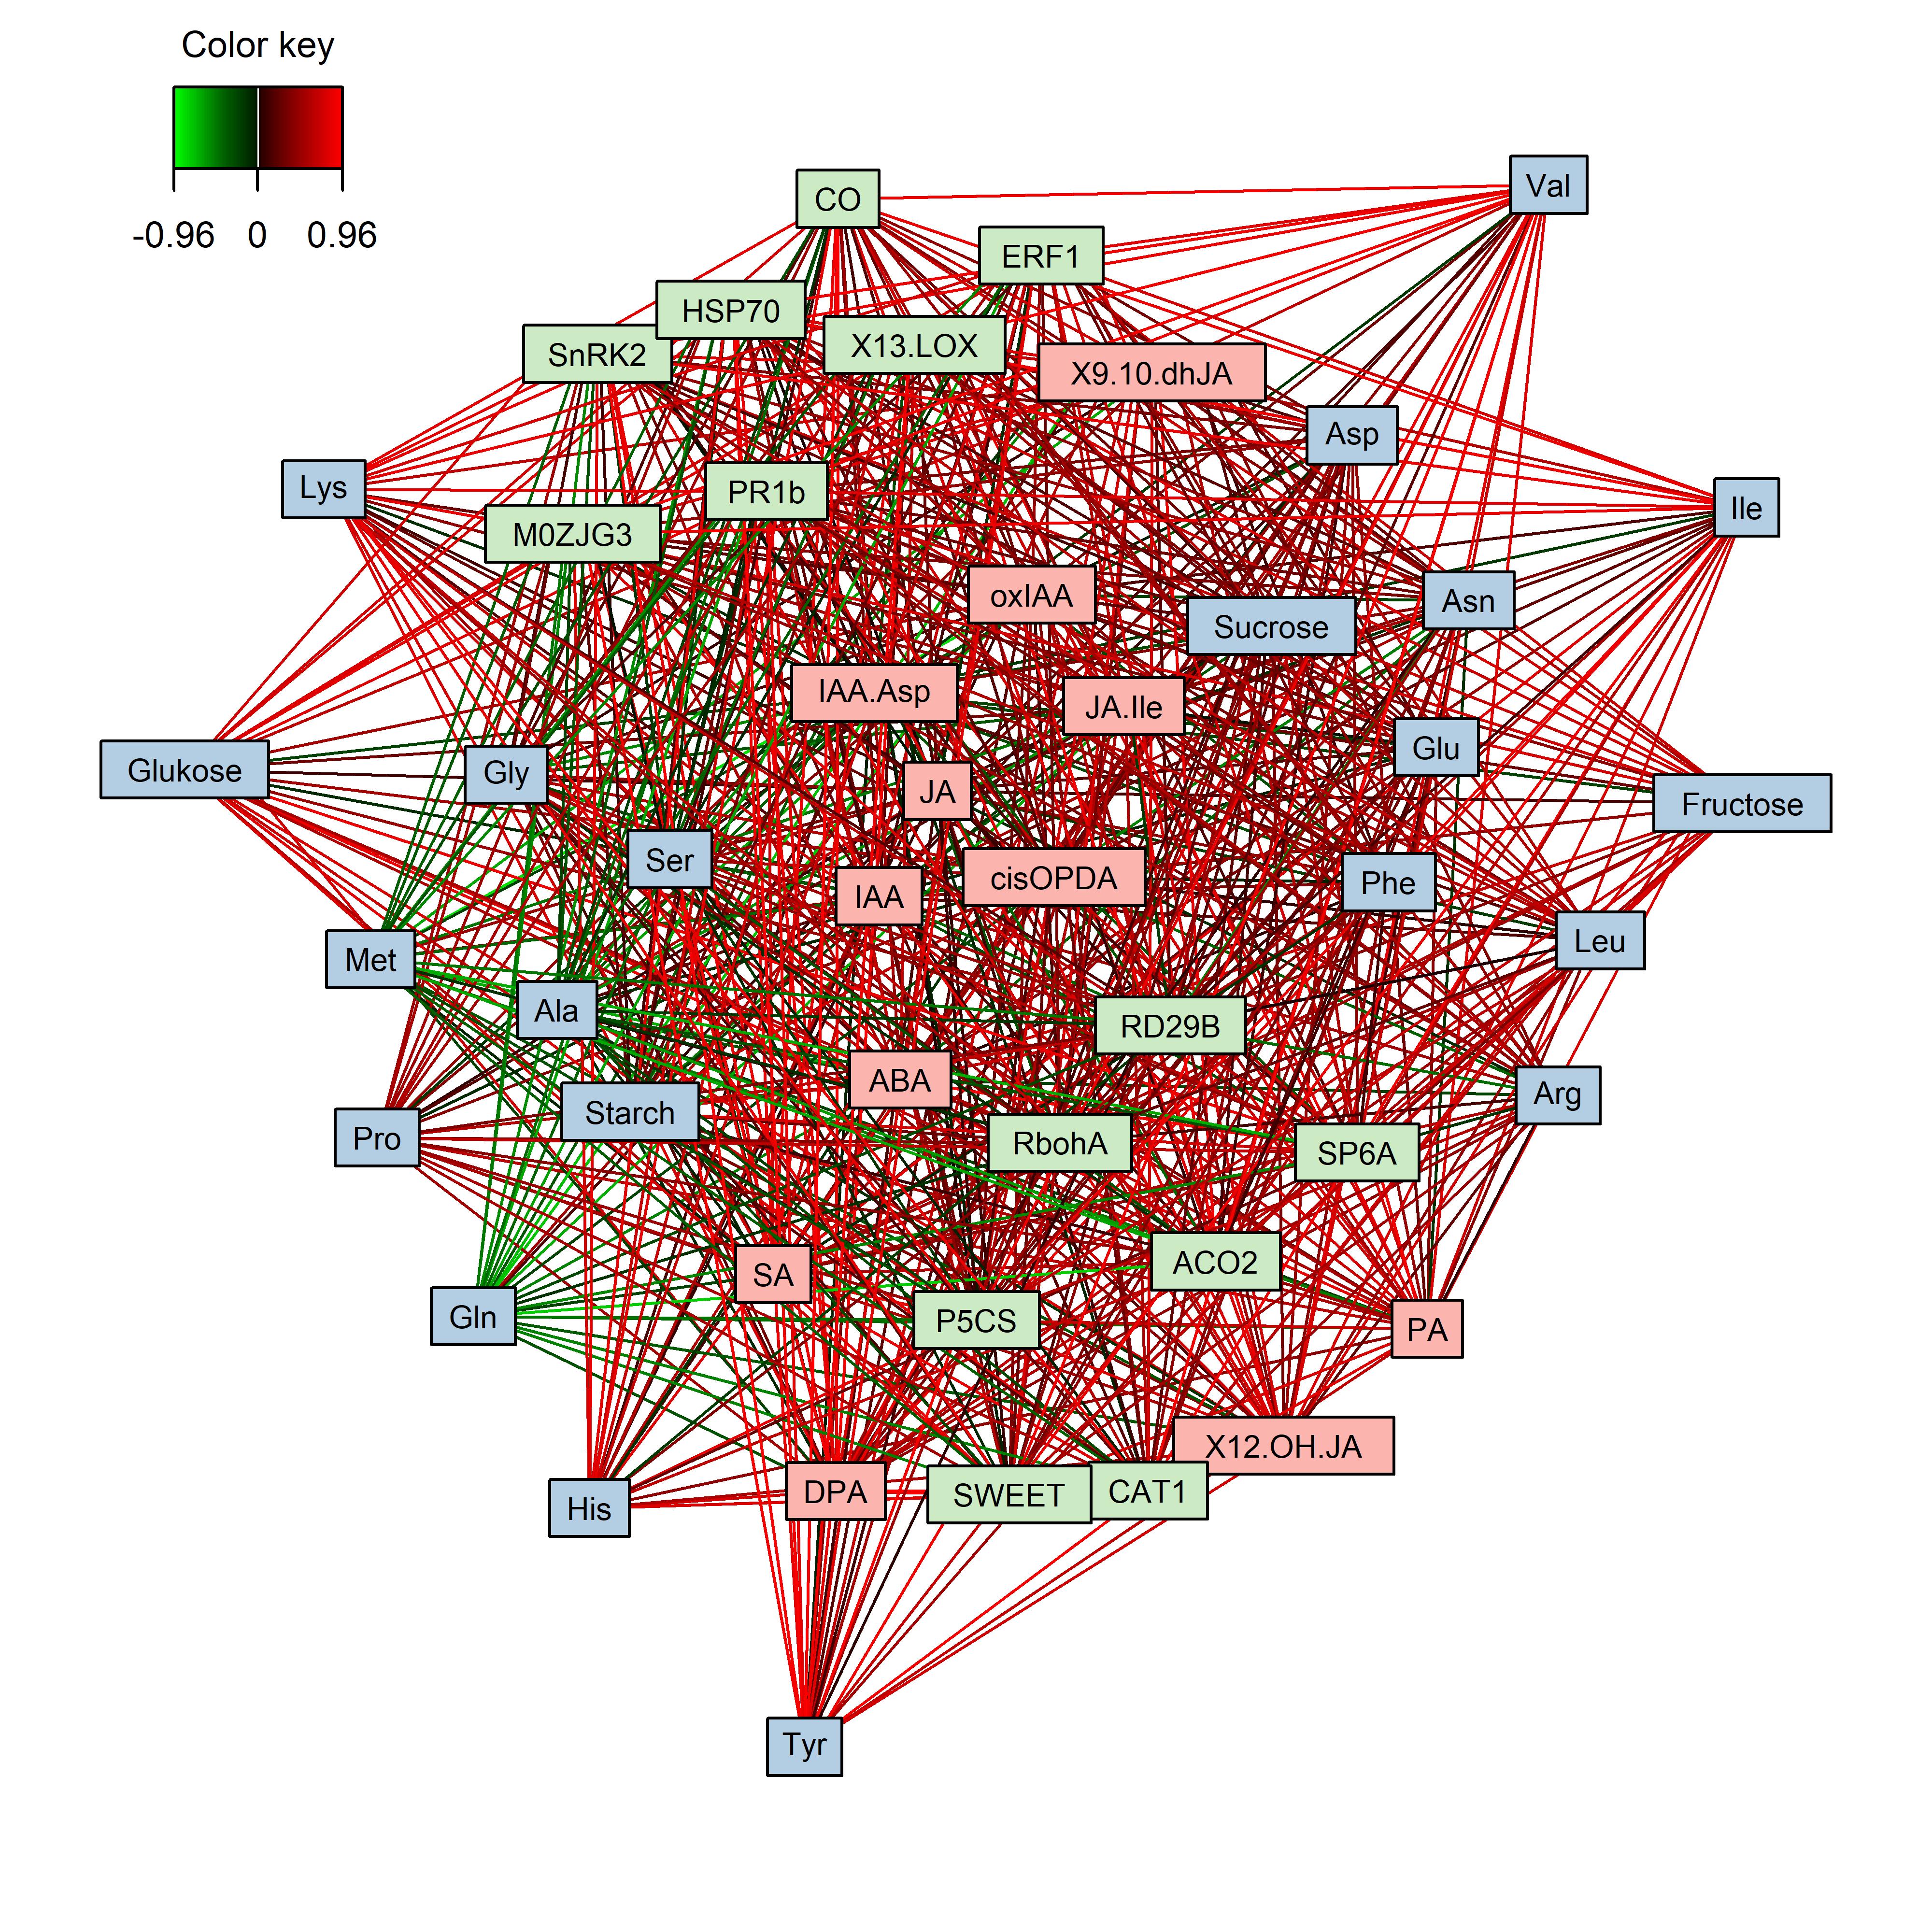 Color key
-0.96 0 0.96
CO
Val
ERF1
HSP70
X13.LOX
SnRK2
X9.10.dhJA
Asp
Lys
PR1b
Ile
M0ZJG3
oxIAA
Asn
Sucrose
IAA.Asp
JA.Ile
Glu
Glukose
Gly
JA
Fructose
Ser
cisOPDA
IAA
Phe
Leu
Met
Ala
RD29B
ABA
Arg
Starch
Pro
RbohA
SP6A
ACO2
SA
Gln
P5CS
PA
X12.OH.JA
DPA
SWEET
CAT1
His
Tyr